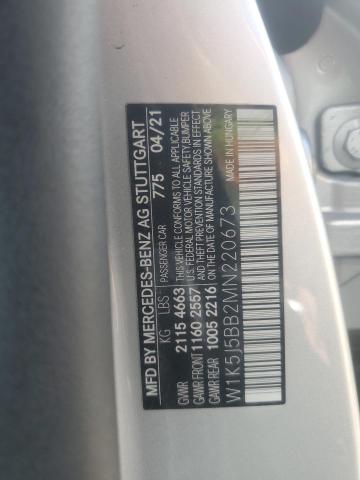 MFD BY MERCEDES-BENZ AG STUTTGART
PASSENGER CAR 775 04/21
KG LBS
GVWR 2115 4663
GAWR FRONT 1160 2557
GAWR REAR 1005 2216
THIS VEHICLE CONFORMS TO ALL APPLICABLE
U.S. FEDERAL MOTOR VEHICLE SAFETY, BUMPER
AND THEFT PREVENTION STANDARDS IN EFFECT
ON THE DATE OF MANUFACTURE SHOWN ABOVE
MADE IN HUNGARY
W1K5J5BB2MN220673